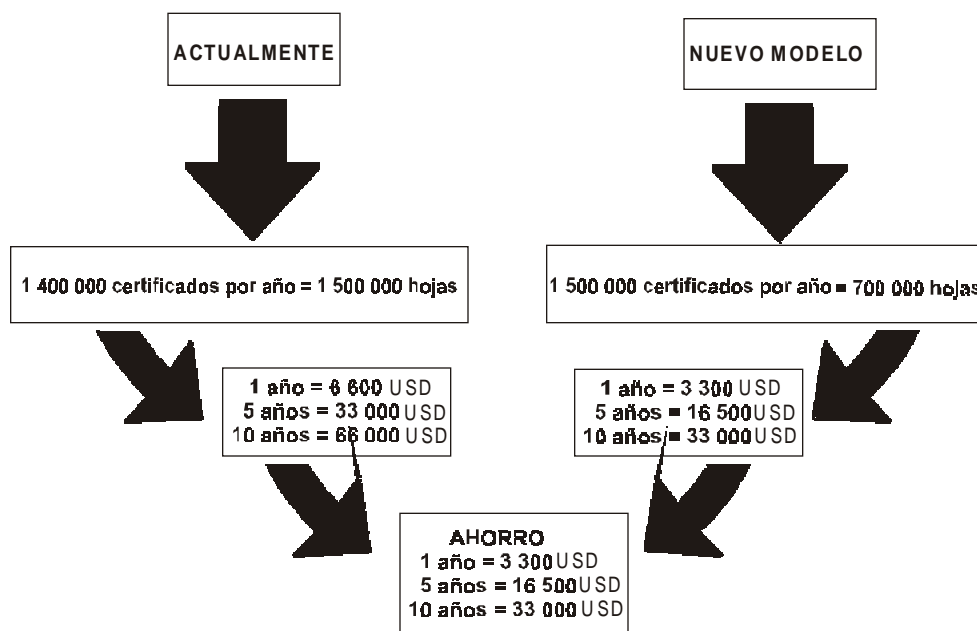 ACTUALMENTE
NUEVO MODELO
1 400 000 certificados por año = 1 500 000 hojas
1 500 000 certificados por año = 700 000 hojas
1 año = 6 600 USD
5 años = 33 000 USD
10 años = 66 000 USD
1 año = 3 300 USD
5 años = 16 500 USD
10 años = 33 000 USD
AHORRO
1 año = 3 300 USD
5 años = 16 500 USD
10 años = 33 000 USD